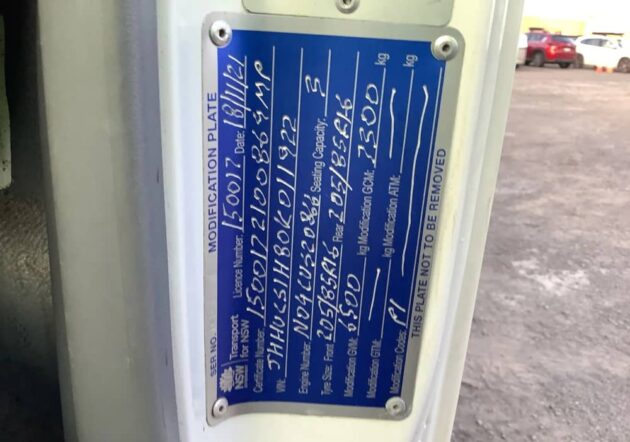 SER NO.
MODIFICATION PLATE
NSW Transport for NSW Licence Number: 150017 Date: 18/11/21
Certificate Number: 150017210086
VIN: JHHUCS1H80K011922
Engine Number: N04CUS20866 Seating Capacity: 3
Tyre Size: Front 205/85R16 Rear 205/85R16
Modification GVM: 6500 kg Modification GCM: 7300 kg
Modification GTM: — kg Modification ATM: — kg
Modification Codes: P1
THIS PLATE NOT TO BE REMOVED